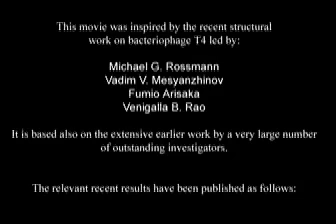 This movie was inspired by the recent structural
work on bacteriophage T4 led by:
Michael G. Rossmann
Vadim V. Mesyanzhinov
Fumio Arisaka
Venigalla B. Rao
It is based also on the extensive earlier work by a very large number
of outstanding investigators.
The relevant recent results have been published as follows: